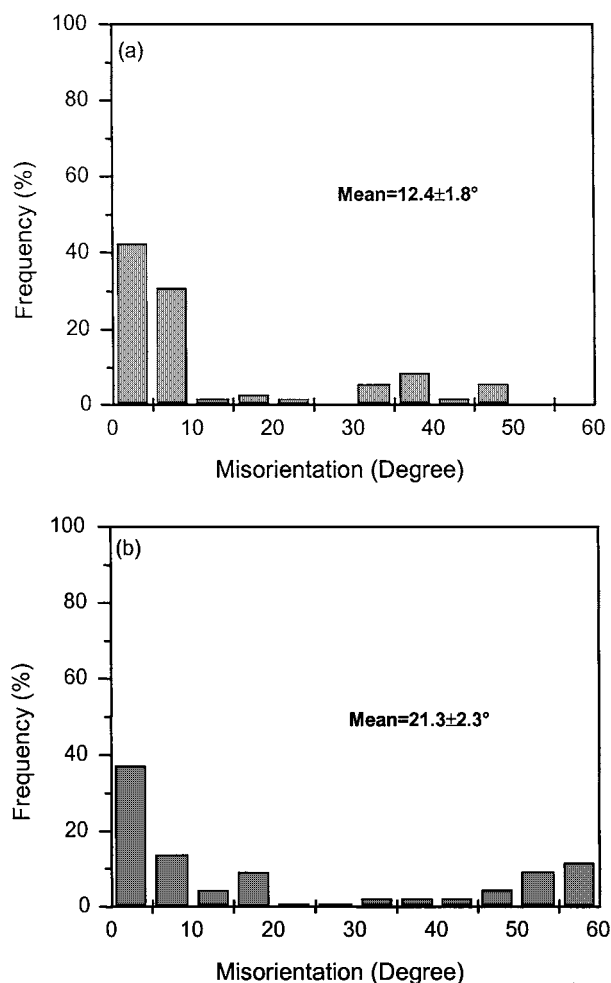 (a)
100
80
60
40
20
0
Frequency (%)
Mean=12.4±1.8°
0 10 20 30 40 50 60
Misorientation (Degree)
(b)
100
80
60
40
20
0
Frequency (%)
Mean=21.3±2.3°
0 10 20 30 40 50 60
Misorientation (Degree)